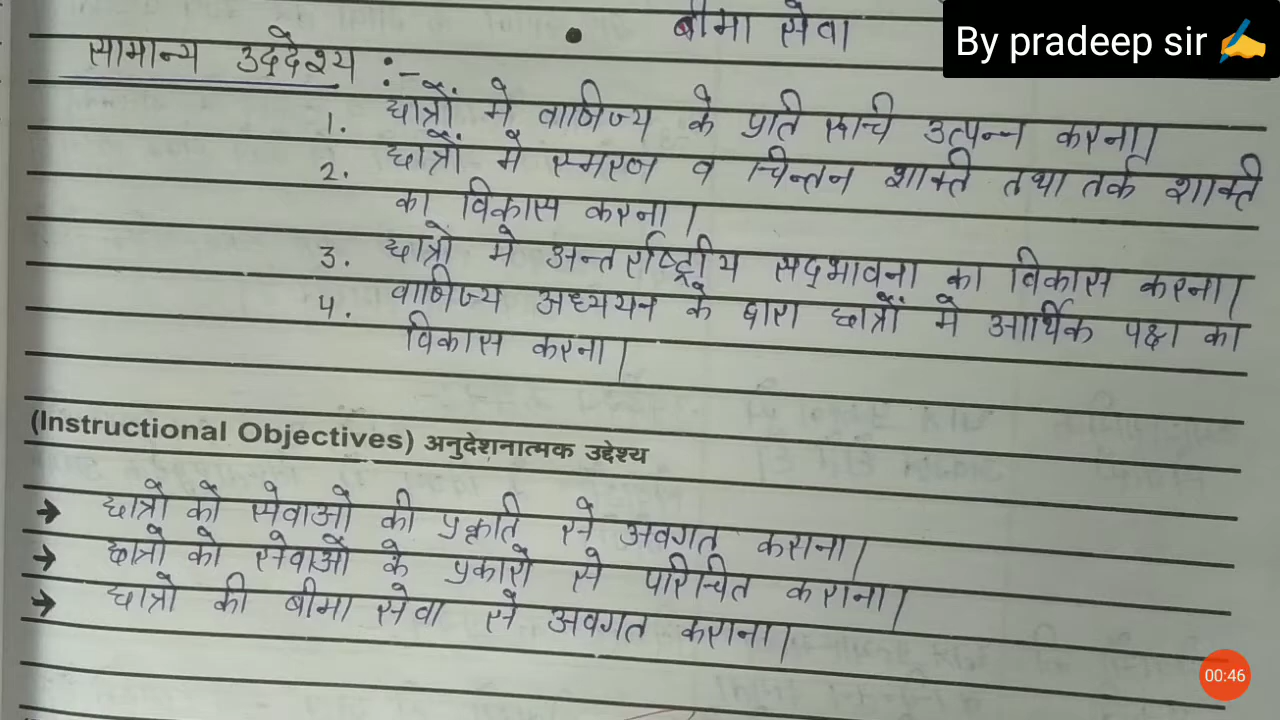 बीमा सेवा
By pradeep sir ✍️
सामान्य उद्देश्य :-
1. छात्रों मे वाणिज्य के प्रति रूचि उत्पन्न करना।
2. छात्रों मे स्मरण व चिन्तन शक्ति तथा तर्क शक्ति
का विकास करना।
3. छात्रो मे अन्तर्राष्ट्रीय सद्भावना का विकास करना।
4. वाणिज्य अध्ययन के द्वारा छात्रों मे आर्थिक पक्ष का
विकास करना।
(Instructional Objectives) अनुदेशनात्मक उद्देश्य
→ छात्रो को सेवाओ की प्रकृति से अवगत कराना।
→ छात्रो को सेवाओं के प्रकारो से परिचित कराना।
→ छात्रो की बीमा सेवा से अवगत कराना।
00:46